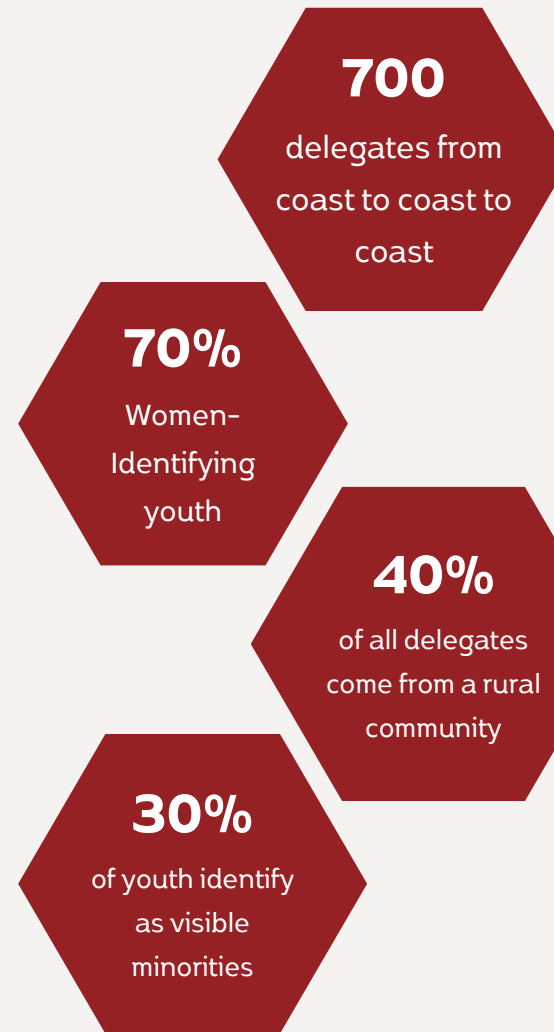 700
delegates from
coast to coast to
coast
70%
Women-
Identifying
youth
40%
of all delegates
come from a rural
community
30%
of youth identify
as visible
minorities